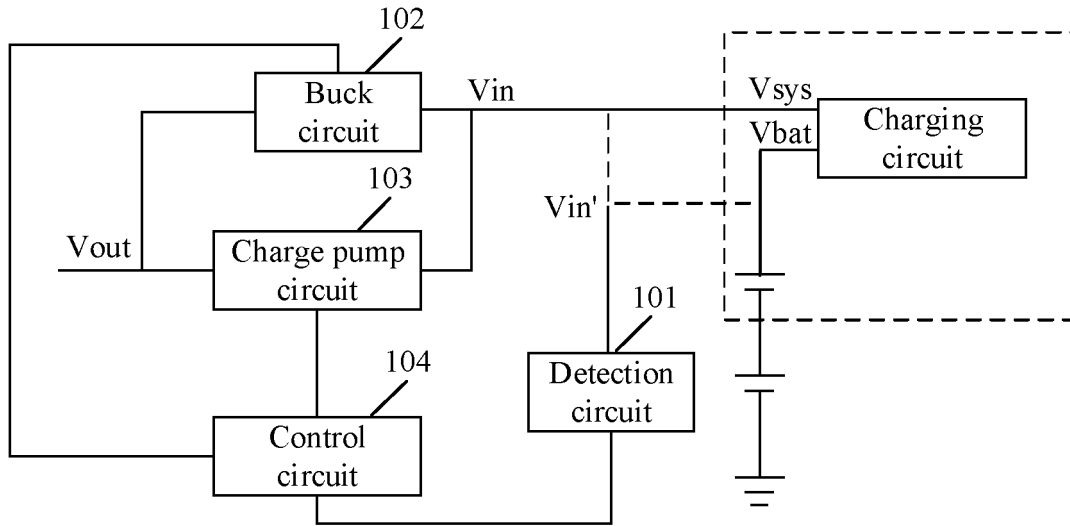 102
Buck
circuit
Vin
Vsys
Charging
circuit
Vbat
103
Vin'
Vout
Charge pump
circuit
101
Detection
circuit
104
Control
circuit